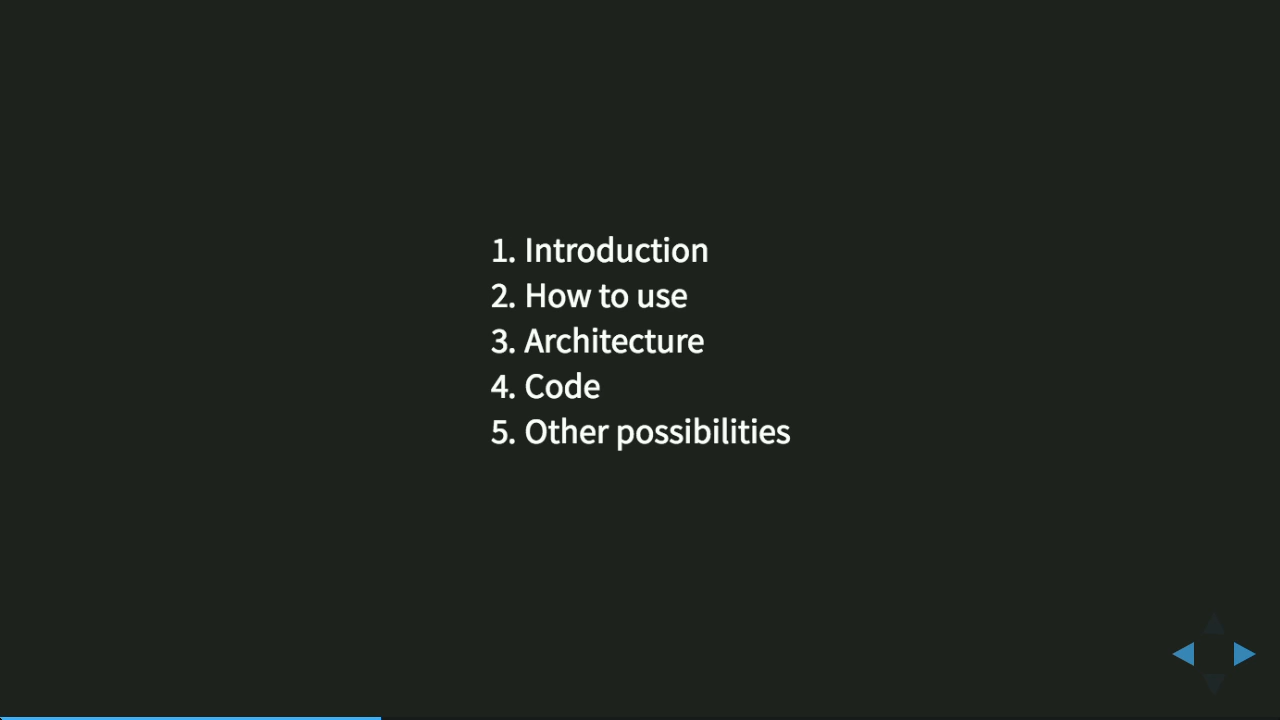 1. Introduction
2. How to use
3. Architecture
4. Code
5. Other possibilities